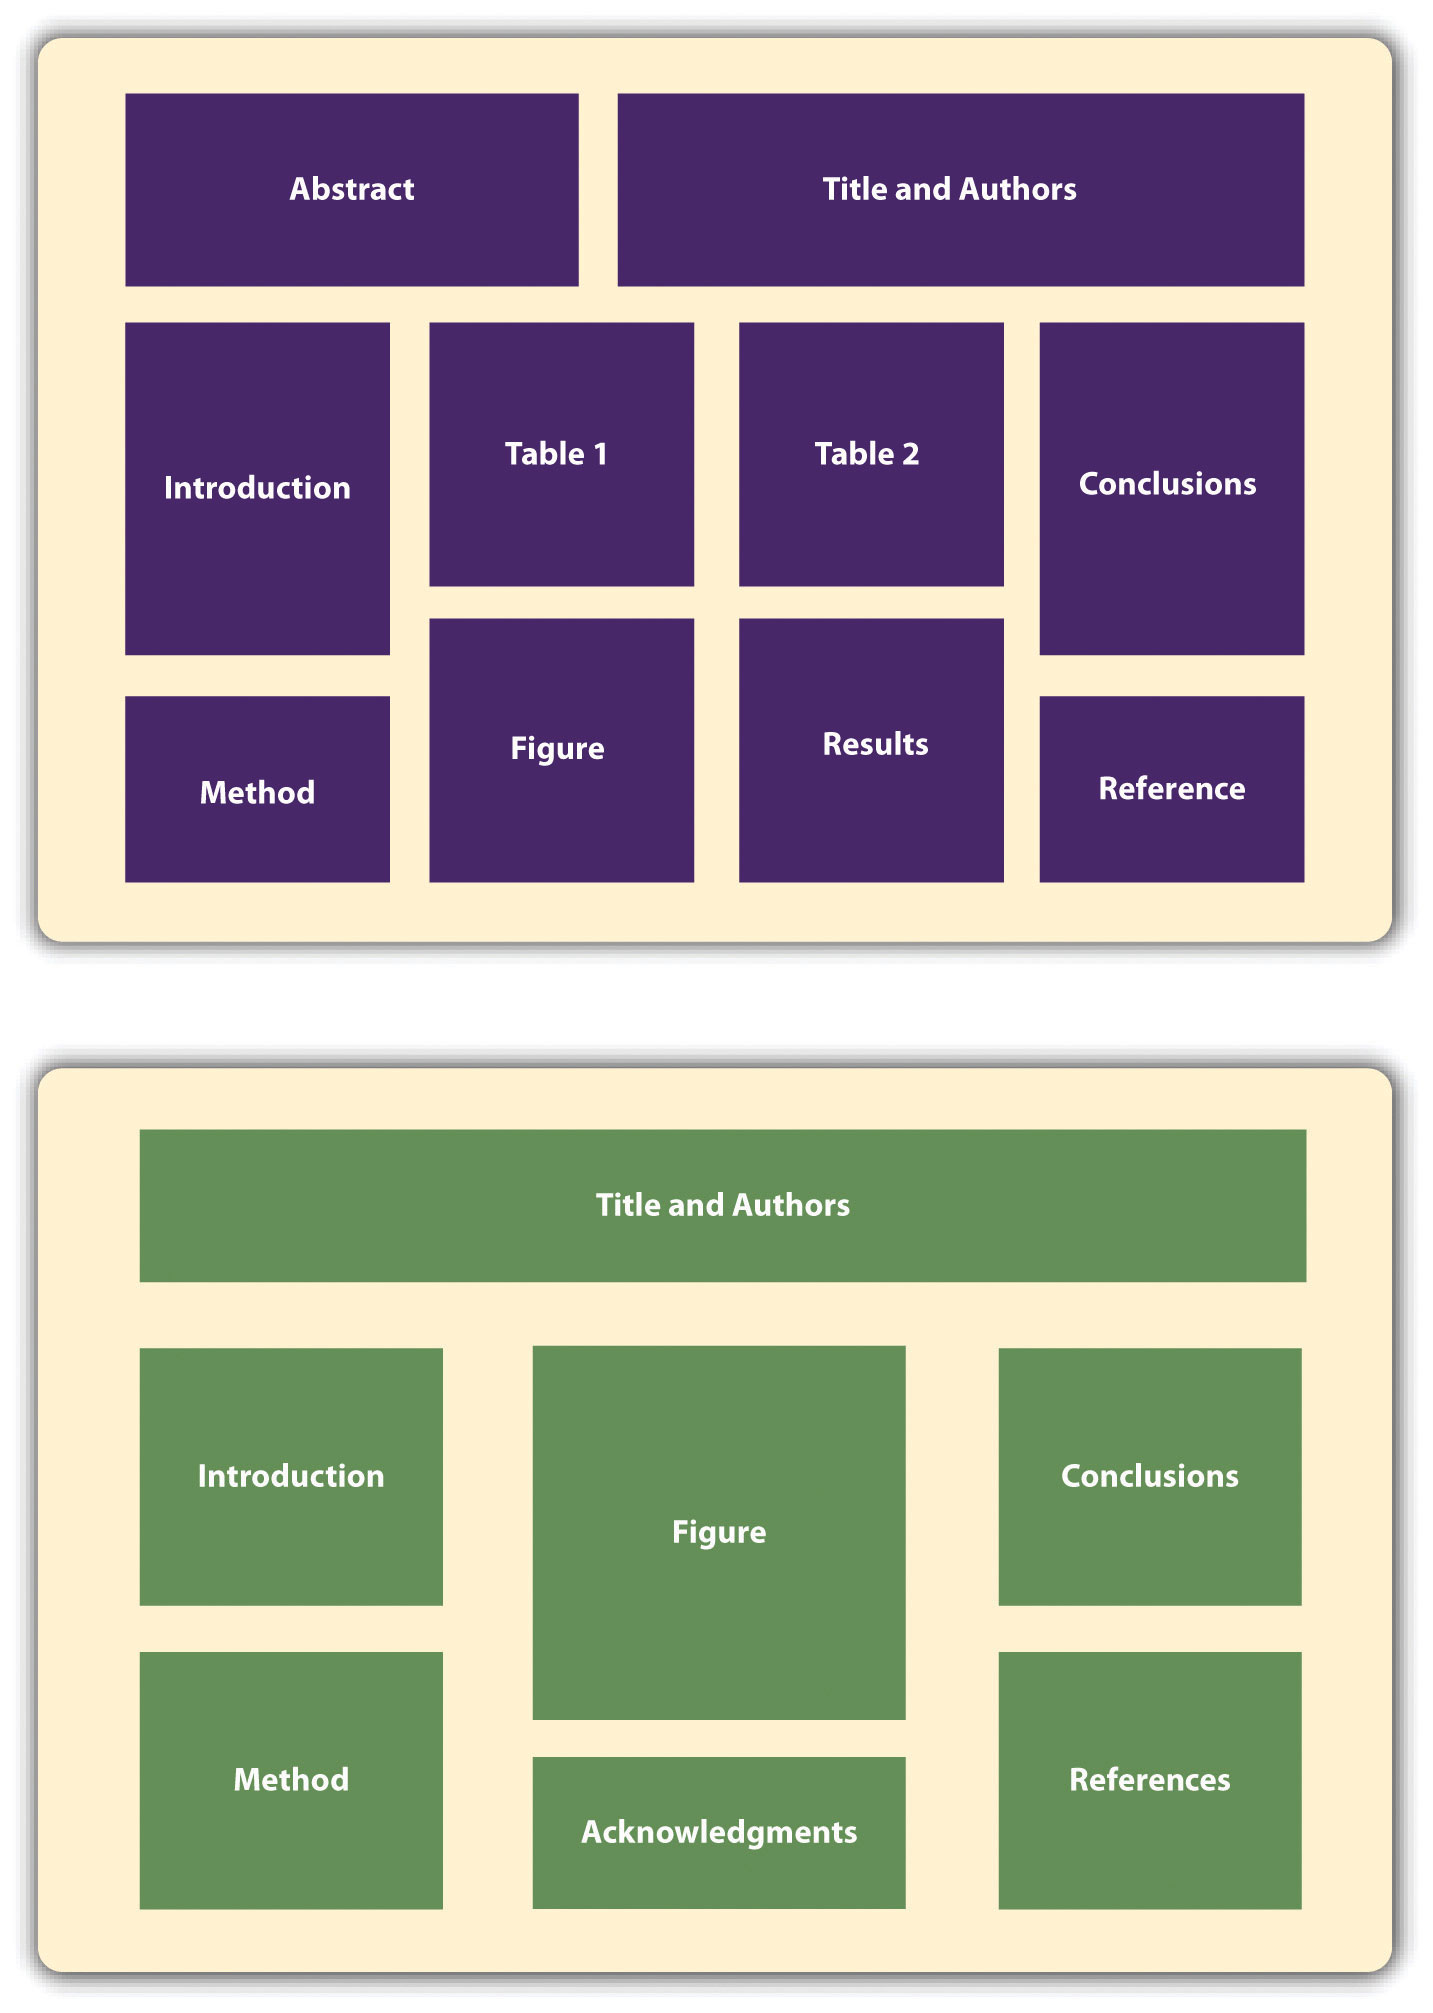 Abstract
Title and Authors
Introduction
Table 1
Table 2
Conclusions
Figure
Results
Method
Reference
Title and Authors
Introduction
Figure
Conclusions
Method
Acknowledgments
References